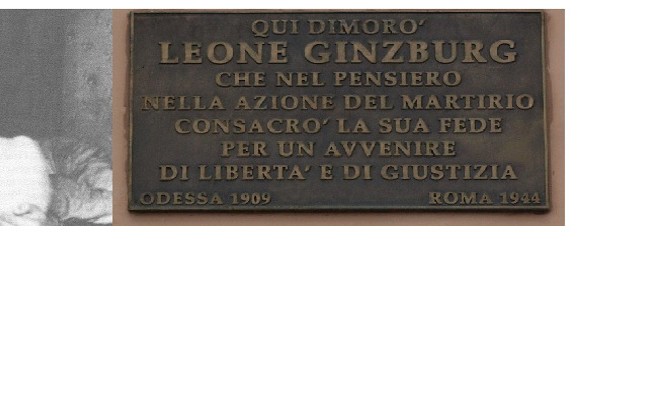 QUI DIMORO'
LEONE GINZBURG
CHE NEL PENSIERO
NELLA AZIONE DEL MARTIRIO
CONSACRO' LA SUA FEDE
PER UN AVVENIRE
DI LIBERTA' E DI GIUSTIZIA
ODESSA 1909 ROMA 1944